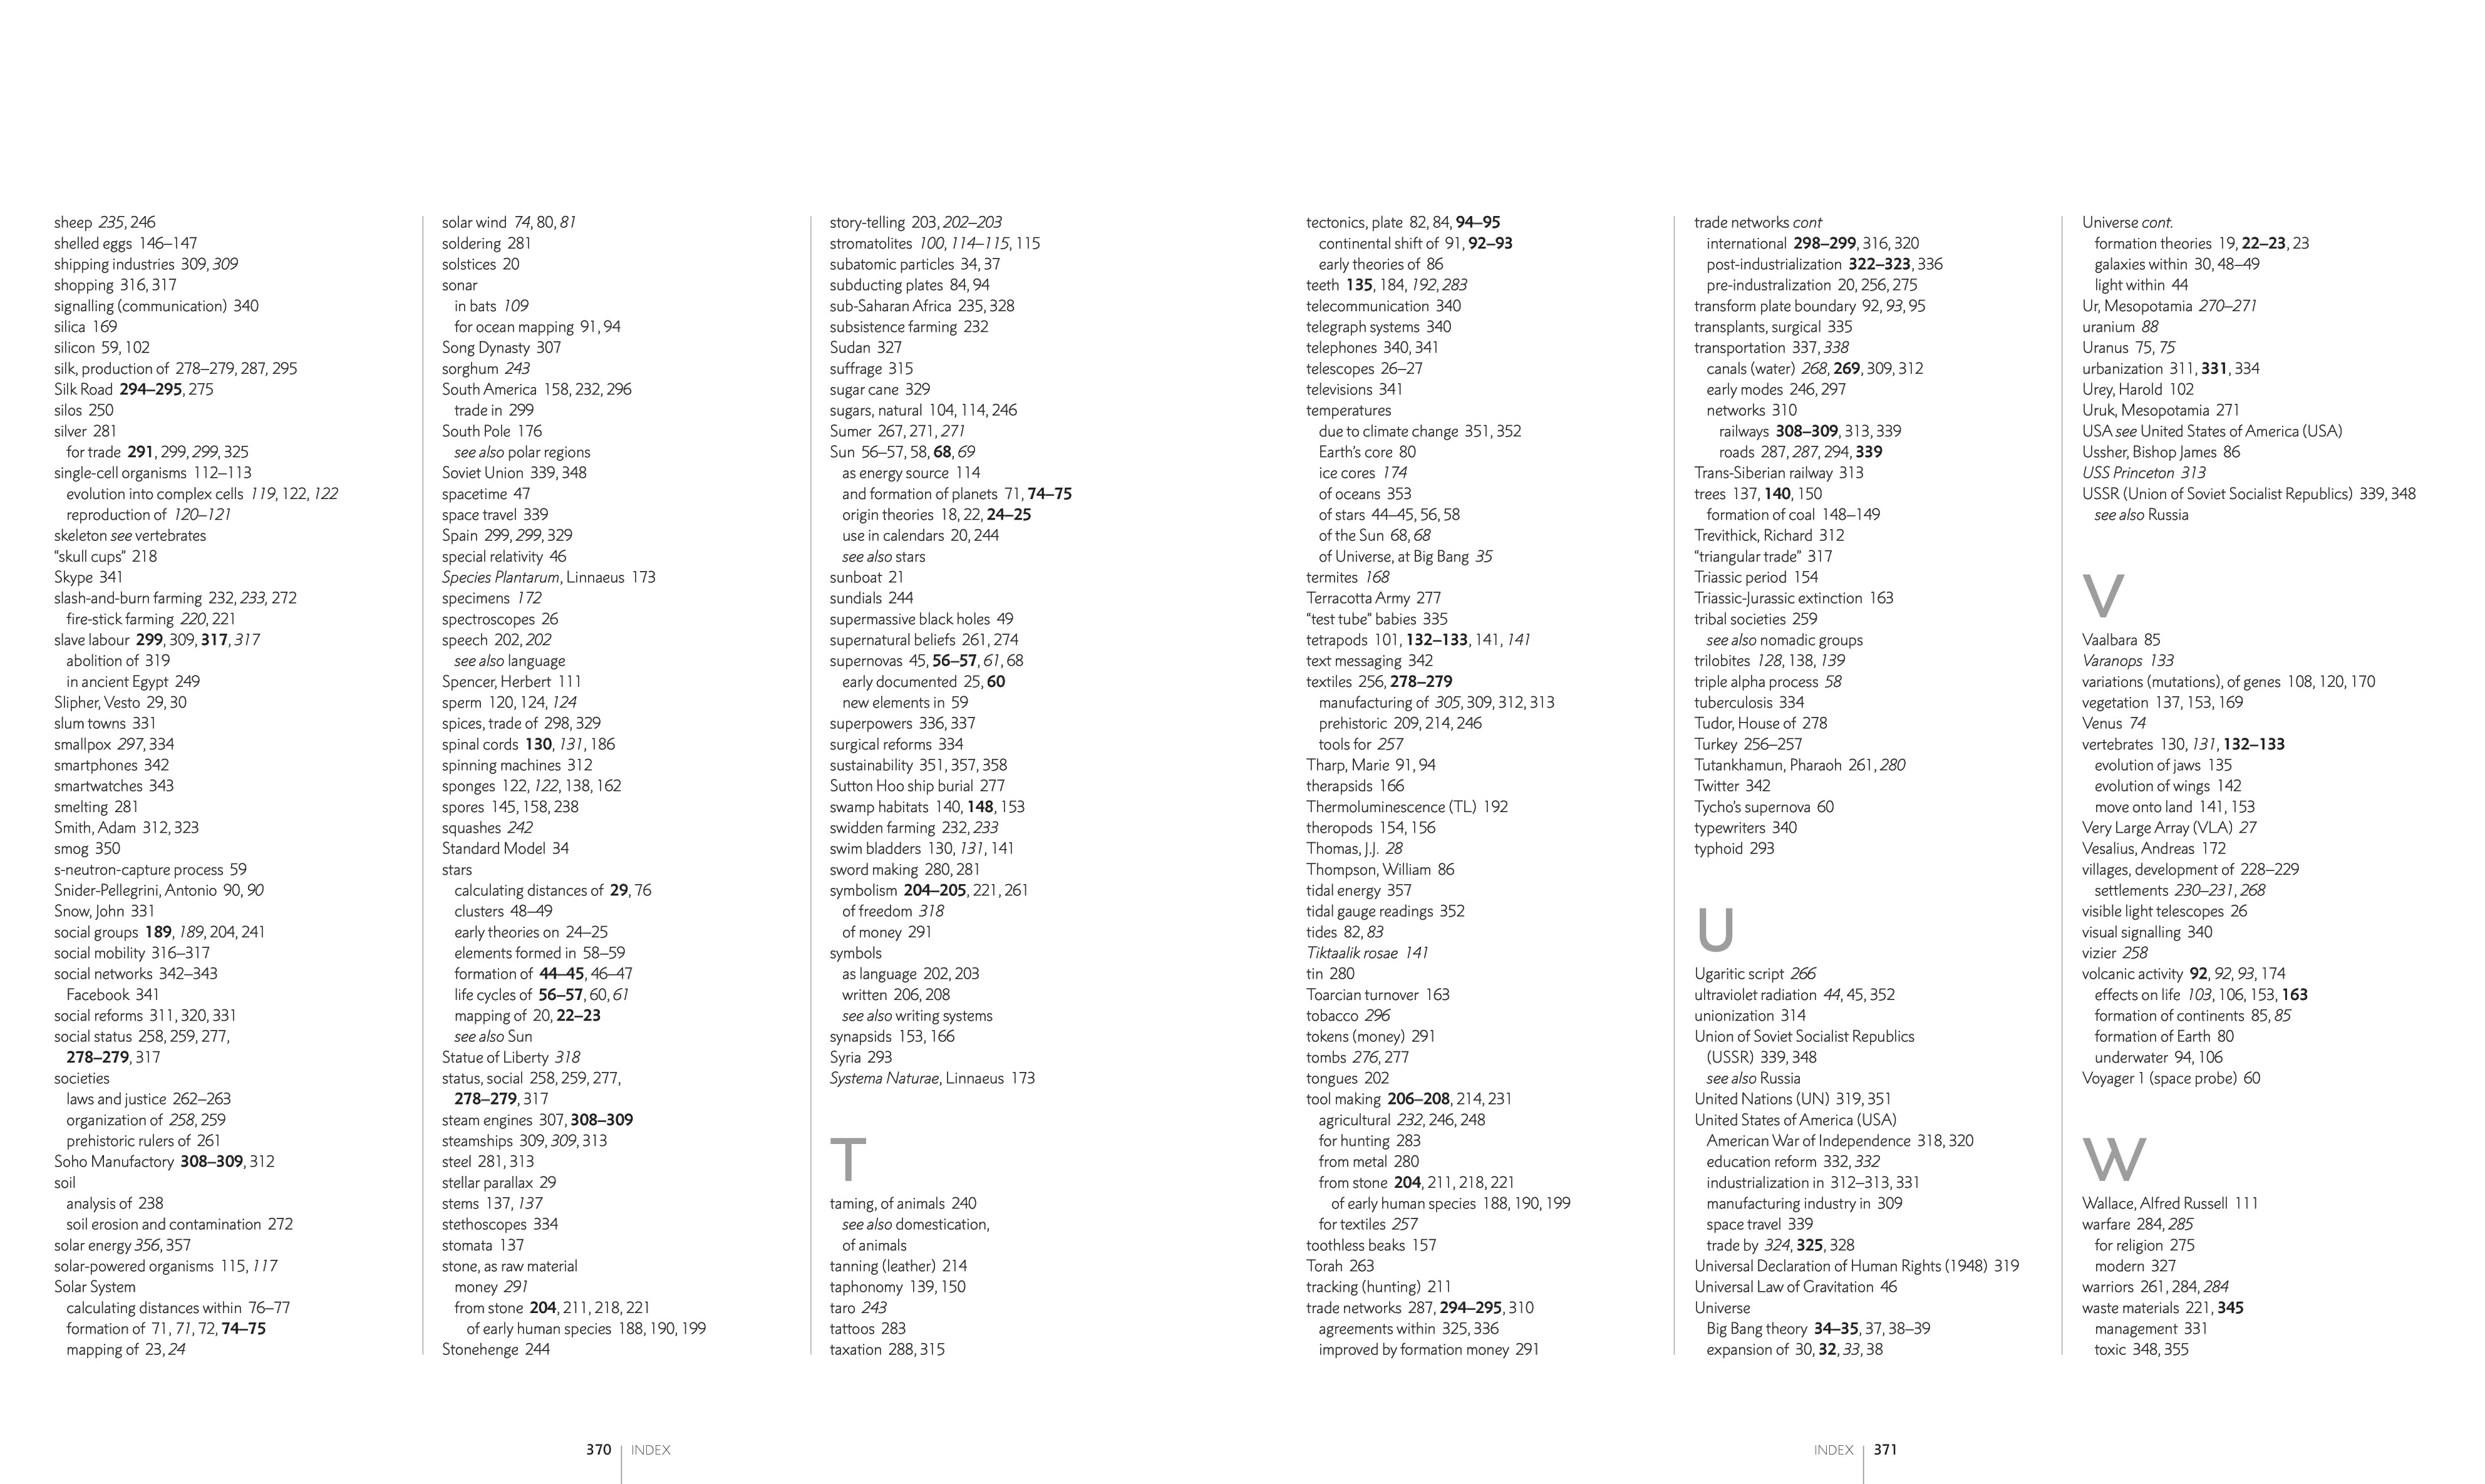 sheep 235, 246
shelled eggs 146–147
shipping industries 309, 309
shopping 316, 317
signalling (communication) 340
silica 169
silicon 59, 102
silk, production of 278–279, 287, 295
Silk Road 294–295, 275
silos 250
silver 281
for trade 291, 299, 299, 325
single-cell organisms 112–113
evolution into complex cells 119, 122, 122
reproduction of 120–121
skeleton see vertebrates
“skull cups” 218
Skype 341
slash-and-burn farming 232, 233, 272
fire-stick farming 220, 221
slave labour 299, 309, 317, 317
abolition of 319
in ancient Egypt 249
Slipher, Vesto 29, 30
slum towns 331
smallpox 297, 334
smartphones 342
smartwatches 343
smelting 281
Smith, Adam 312, 323
smog 350
s-neutron-capture process 59
Snider-Pellegrini, Antonio 90, 90
Snow, John 331
social groups 189, 189, 204, 241
social mobility 316–317
social networks 342–343
Facebook 341
social reforms 311, 320, 331
social status 258, 259, 277,
278–279, 317
societies
laws and justice 262–263
organization of 258, 259
prehistoric rulers of 261
Soho Manufactory 308–309, 312
soil
analysis of 238
soil erosion and contamination 272
solar energy 356, 357
solar-powered organisms 115, 117
Solar System
calculating distances within 76–77
formation of 71, 71, 72, 74–75
mapping of 23, 24
solar wind 74, 80, 81
soldering 281
solstices 20
sonar
in bats 109
for ocean mapping 91, 94
Song Dynasty 307
sorghum 243
South America 158, 232, 296
trade in 299
South Pole 176
see also polar regions
Soviet Union 339, 348
spacetime 47
space travel 339
Spain 299, 299, 329
special relativity 46
Species Plantarum, Linnaeus 173
specimens 172
spectroscopes 26
speech 202, 202
see also language
Spencer, Herbert 111
sperm 120, 124, 124
spices, trade of 298, 329
spinal cords 130, 131, 186
spinning machines 312
sponges 122, 122, 138, 162
spores 145, 158, 238
squashes 242
Standard Model 34
stars
calculating distances of 29, 76
clusters 48–49
early theories on 24–25
elements formed in 58–59
formation of 44–45, 46–47
life cycles of 56–57, 60, 61
mapping of 20, 22–23
see also Sun
Statue of Liberty 318
status, social 258, 259, 277,
278–279, 317
steam engines 307, 308–309
steamships 309, 309, 313
steel 281, 313
stellar parallax 29
stems 137, 137
stethoscopes 334
stomata 137
stone, as raw material
money 291
from stone 204, 211, 218, 221
of early human species 188, 190, 199
Stonehenge 244
story-telling 203, 202–203
stromatolites 100, 114–115, 115
subatomic particles 34, 37
subducting plates 84, 94
sub-Saharan Africa 235, 328
subsistence farming 232
Sudan 327
suffrage 315
sugar cane 329
sugars, natural 104, 114, 246
Sumer 267, 271, 271
Sun 56–57, 58, 68, 69
as energy source 114
and formation of planets 71, 74–75
origin theories 18, 22, 24–25
use in calendars 20, 244
see also stars
sunboat 21
sundials 244
supermassive black holes 49
supernatural beliefs 261, 274
supernovas 45, 56–57, 61, 68
early documented 25, 60
new elements in 59
superpowers 336, 337
surgical reforms 334
sustainability 351, 357, 358
Sutton Hoo ship burial 277
swamp habitats 140, 148, 153
swidden farming 232, 233
swim bladders 130, 131, 141
sword making 280, 281
symbolism 204–205, 221, 261
of freedom 318
of money 291
symbols
as language 202, 203
written 206, 208
see also writing systems
synapsids 153, 166
Syria 293
Systema Naturae, Linnaeus 173
T
taming, of animals 240
see also domestication,
of animals
tanning (leather) 214
taphonomy 139, 150
taro 243
tattoos 283
taxation 288, 315
370 INDEX
tectonics, plate 82, 84, 94–95
continental shift of 91, 92–93
early theories of 86
teeth 135, 184, 192, 283
telecommunication 340
telegraph systems 340
telephones 340, 341
telescopes 26–27
televisions 341
temperatures
due to climate change 351, 352
Earth’s core 80
ice cores 174
of oceans 353
of stars 44–45, 56, 58
of the Sun 68, 68
of Universe, at Big Bang 35
termites 168
Terracotta Army 277
“test tube” babies 335
tetrapods 101, 132–133, 141, 141
text messaging 342
textiles 256, 278–279
manufacturing of 305, 309, 312, 313
prehistoric 209, 214, 246
tools for 257
Tharp, Marie 91, 94
therapsids 166
Thermoluminescence (TL) 192
theropods 154, 156
Thomas, J.J. 28
Thompson, William 86
tidal energy 357
tidal gauge readings 352
tides 82, 83
Tiktaalik rosae 141
tin 280
Toarcian turnover 163
tobacco 296
tokens (money) 291
tombs 276, 277
tongues 202
tool making 206–208, 214, 231
agricultural 232, 246, 248
for hunting 283
from metal 280
from stone 204, 211, 218, 221
of early human species 188, 190, 199
for textiles 257
toothless beaks 157
Torah 263
tracking (hunting) 211
trade networks 287, 294–295, 310
agreements within 325, 336
improved by formation money 291
trade networks cont
international 298–299, 316, 320
post-industrialization 322–323, 336
pre-industralization 20, 256, 275
transform plate boundary 92, 93, 95
transplants, surgical 335
transportation 337, 338
canals (water) 268, 269, 309, 312
early modes 246, 297
networks 310
railways 308–309, 313, 339
roads 287, 287, 294, 339
Trans-Siberian railway 313
trees 137, 140, 150
formation of coal 148–149
Trevithick, Richard 312
“triangular trade” 317
Triassic period 154
Triassic-Jurassic extinction 163
tribal societies 259
see also nomadic groups
trilobites 128, 138, 139
triple alpha process 58
tuberculosis 334
Tudor, House of 278
Turkey 256–257
Tutankhamun, Pharaoh 261, 280
Twitter 342
Tycho’s supernova 60
typewriters 340
typhoid 293
U
Ugaritic script 266
ultraviolet radiation 44, 45, 352
unionization 314
Union of Soviet Socialist Republics
(USSR) 339, 348
see also Russia
United Nations (UN) 319, 351
United States of America (USA)
American War of Independence 318, 320
education reform 332, 332
industrialization in 312–313, 331
manufacturing industry in 309
space travel 339
trade by 324, 325, 328
Universal Declaration of Human Rights (1948) 319
Universal Law of Gravitation 46
Universe
Big Bang theory 34–35, 37, 38–39
expansion of 30, 32, 33, 38
Universe cont.
formation theories 19, 22–23, 23
galaxies within 30, 48–49
light within 44
Ur, Mesopotamia 270–271
uranium 88
Uranus 75, 75
urbanization 311, 331, 334
Urey, Harold 102
Uruk, Mesopotamia 271
USA see United States of America (USA)
Ussher, Bishop James 86
USS Princeton 313
USSR (Union of Soviet Socialist Republics) 339, 348
see also Russia
V
Vaalbara 85
Varanops 133
variations (mutations), of genes 108, 120, 170
vegetation 137, 153, 169
Venus 74
vertebrates 130, 131, 132–133
evolution of jaws 135
evolution of wings 142
move onto land 141, 153
Very Large Array (VLA) 27
Vesalius, Andreas 172
villages, development of 228–229
settlements 230–231, 268
visible light telescopes 26
visual signalling 340
vizier 258
volcanic activity 92, 92, 93, 174
effects on life 103, 106, 153, 163
formation of continents 85, 85
formation of Earth 80
underwater 94, 106
Voyager 1 (space probe) 60
W
Wallace, Alfred Russell 111
warfare 284, 285
for religion 275
modern 327
warriors 261, 284, 284
waste materials 221, 345
management 331
toxic 348, 355
INDEX 371